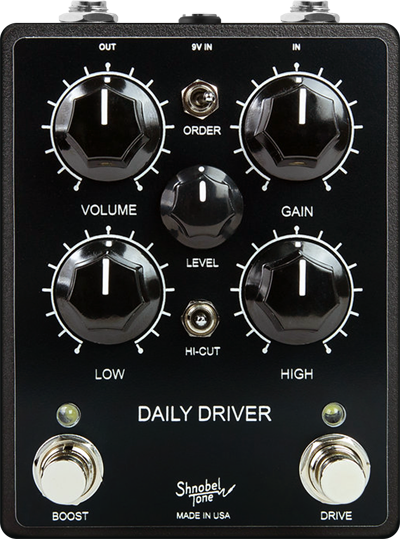 OUT 9V IN IN
ORDER
VOLUME GAIN
LEVEL
HI-CUT
LOW HIGH
DAILY DRIVER
Shnobel
Tone
BOOST MADE IN USA DRIVE